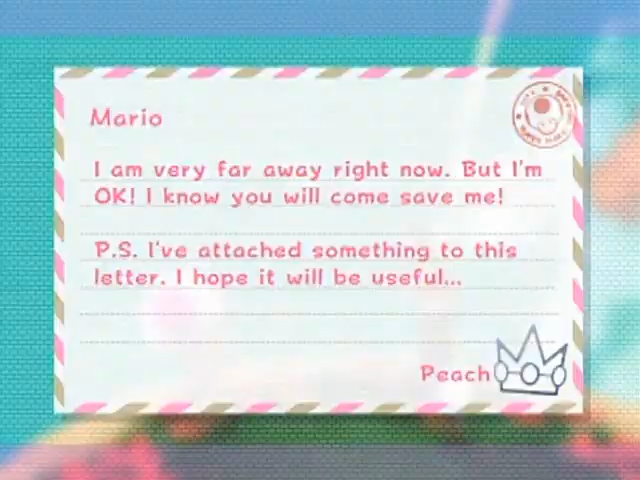 Mario
I am very far away right now. But I'm
OK! I know you will come save me!
P.S. I've attached something to this
letter. I hope it will be useful...
Peach